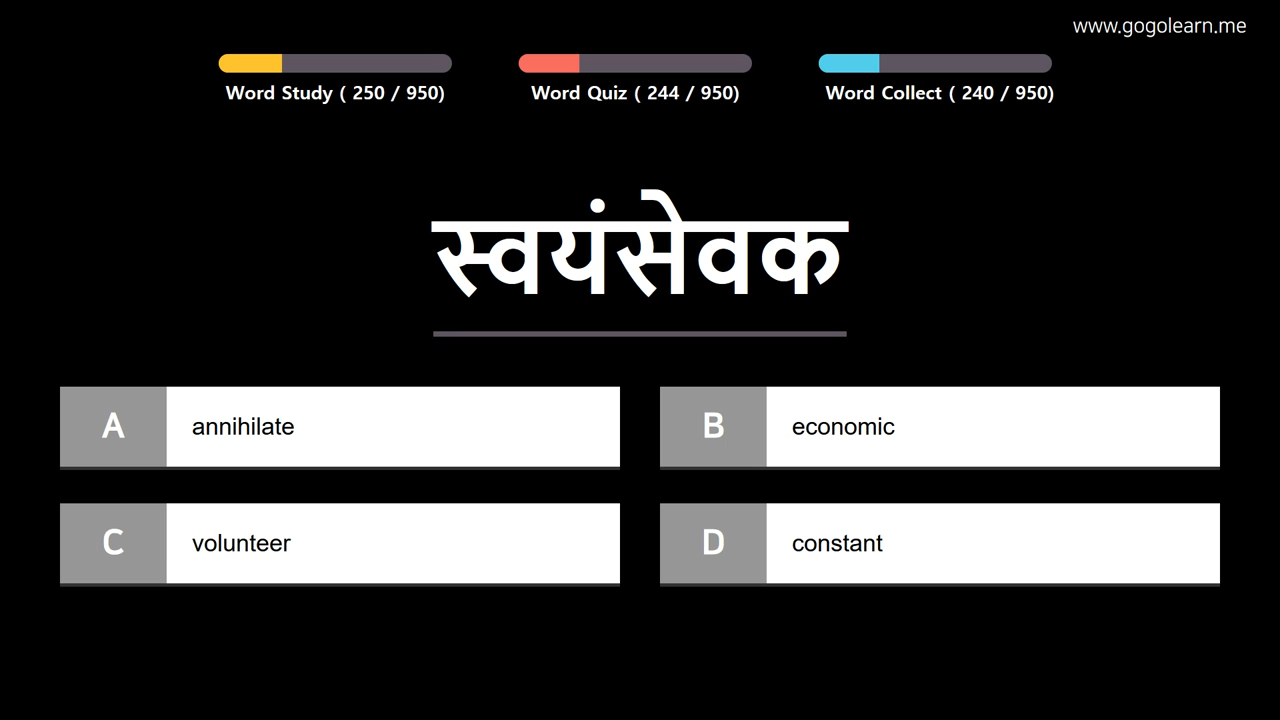 www.gogolearn.me
Word Study ( 250 / 950)
Word Quiz ( 244 / 950)
Word Collect ( 240 / 950)
स्वयंसेवक
A annihilate
B economic
C volunteer
D constant